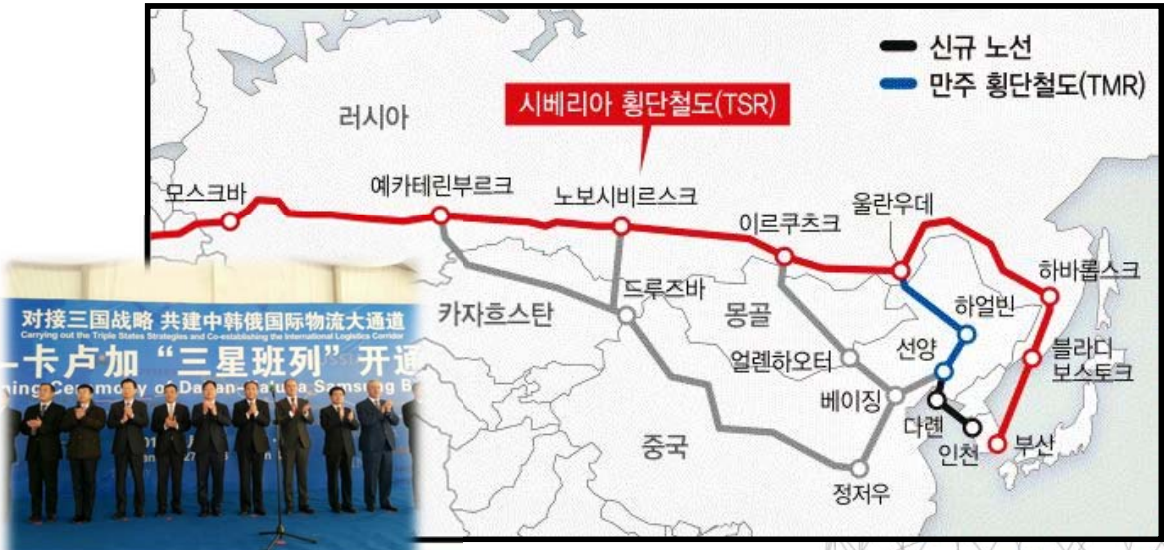 신규 노선
만주 횡단철도(TMR)
시베리아 횡단철도(TSR)
러시아
모스크바
예카테린부르크
노보시비르스크
이르쿠츠크
울란우데
하바롭스크
드루즈바
카자흐스탄
몽골
하얼빈
선양
얼롄하오터
블라디
보스토크
베이징
다롄
인천
부산
중국
정저우
对接三国战略 共建中韩俄国际物流大通道
Carrying out the Triple States Strategies and Co-establishing the International Logistics Corridor
卡卢加 “三星班列” 开通
Ceremony of Samsung